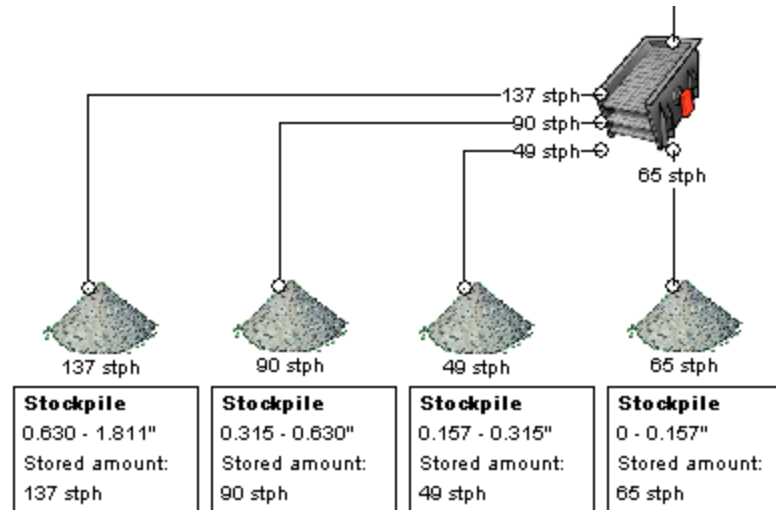 137 stph
90 stph
49 stph
65 stph
137 stph
90 stph
49 stph
65 stph
Stockpile
0.630 - 1.811"
Stored amount:
137 stph
Stockpile
0.315 - 0.630"
Stored amount:
90 stph
Stockpile
0.157 - 0.315"
Stored amount:
49 stph
Stockpile
0 - 0.157"
Stored amount:
65 stph